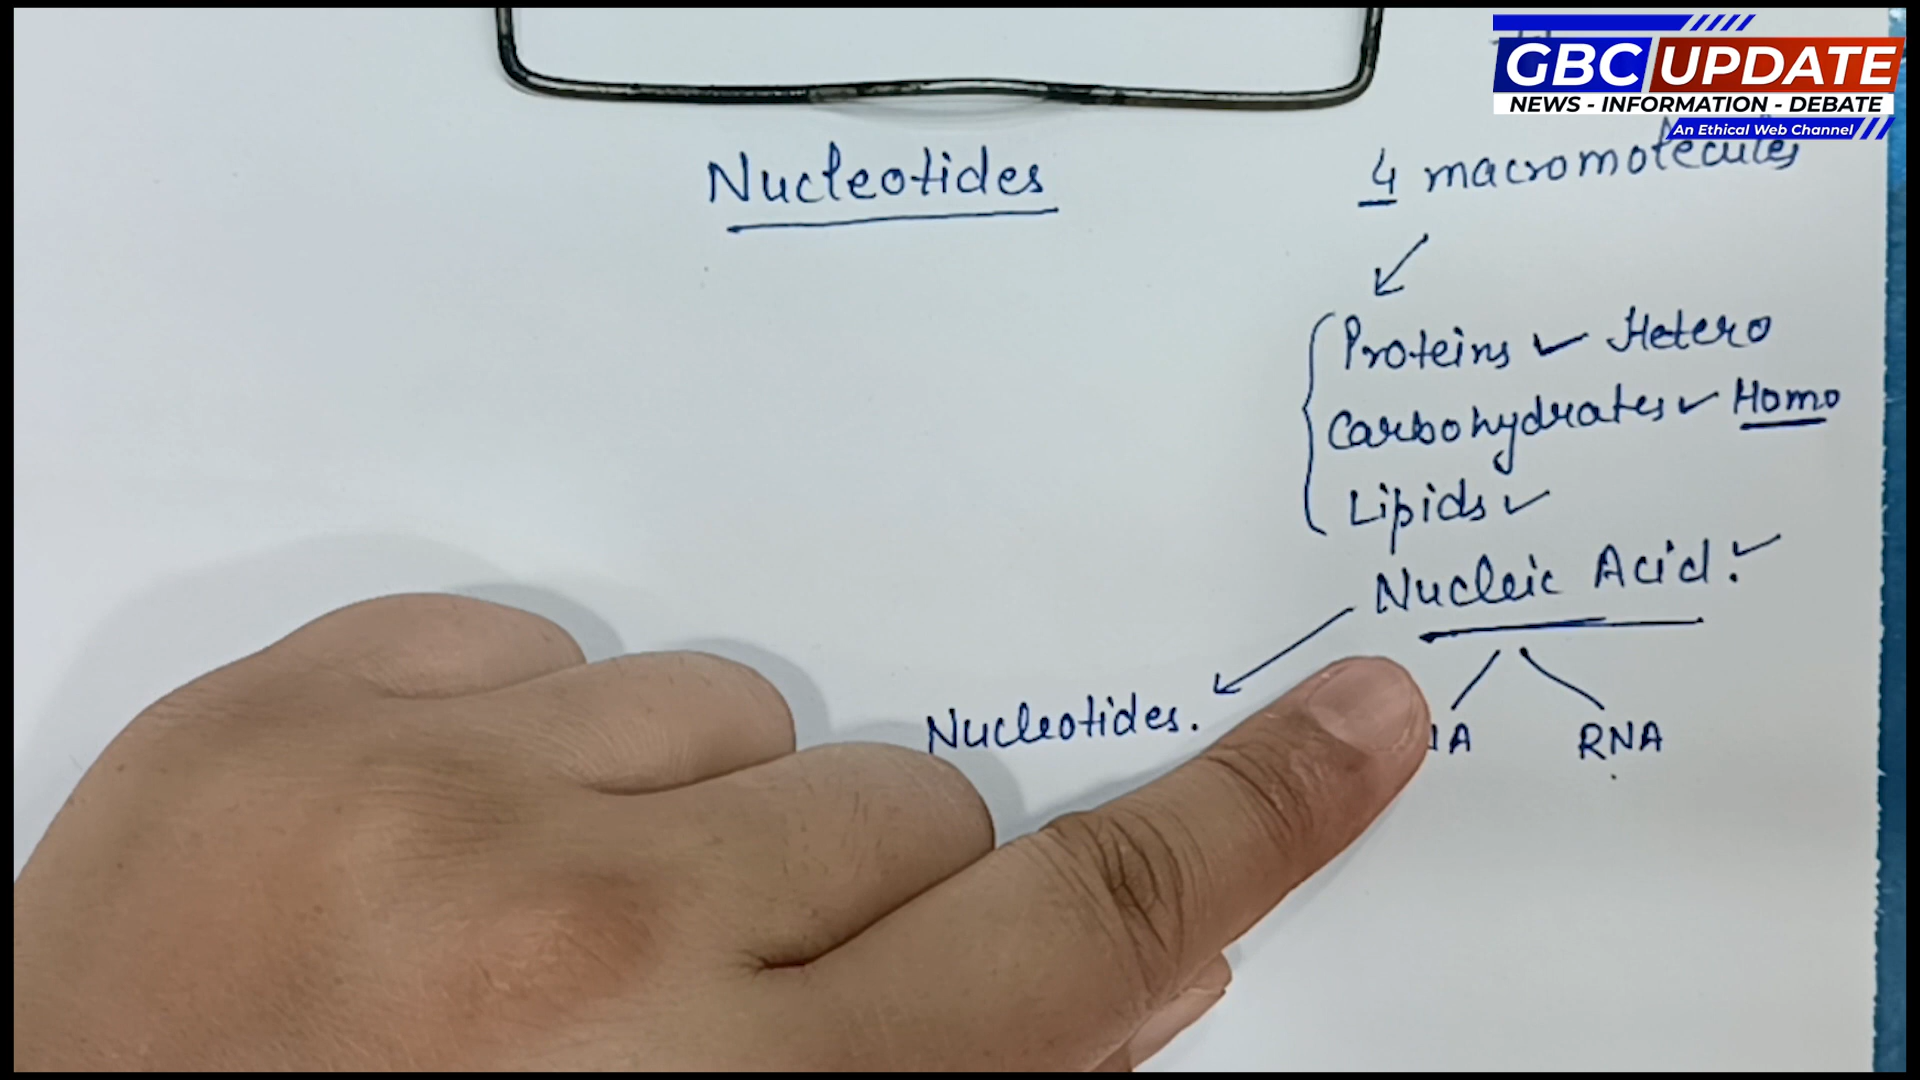 GBC UPDATE
NEWS - INFORMATION - DEBATE
An Ethical Web Channel
Nucleotides
4 macromolecules
Proteins ✓ Hetero
Carbohydrates ✓ Homo
Lipids ✓
Nucleic Acid. ✓
Nucleotides.
RNA